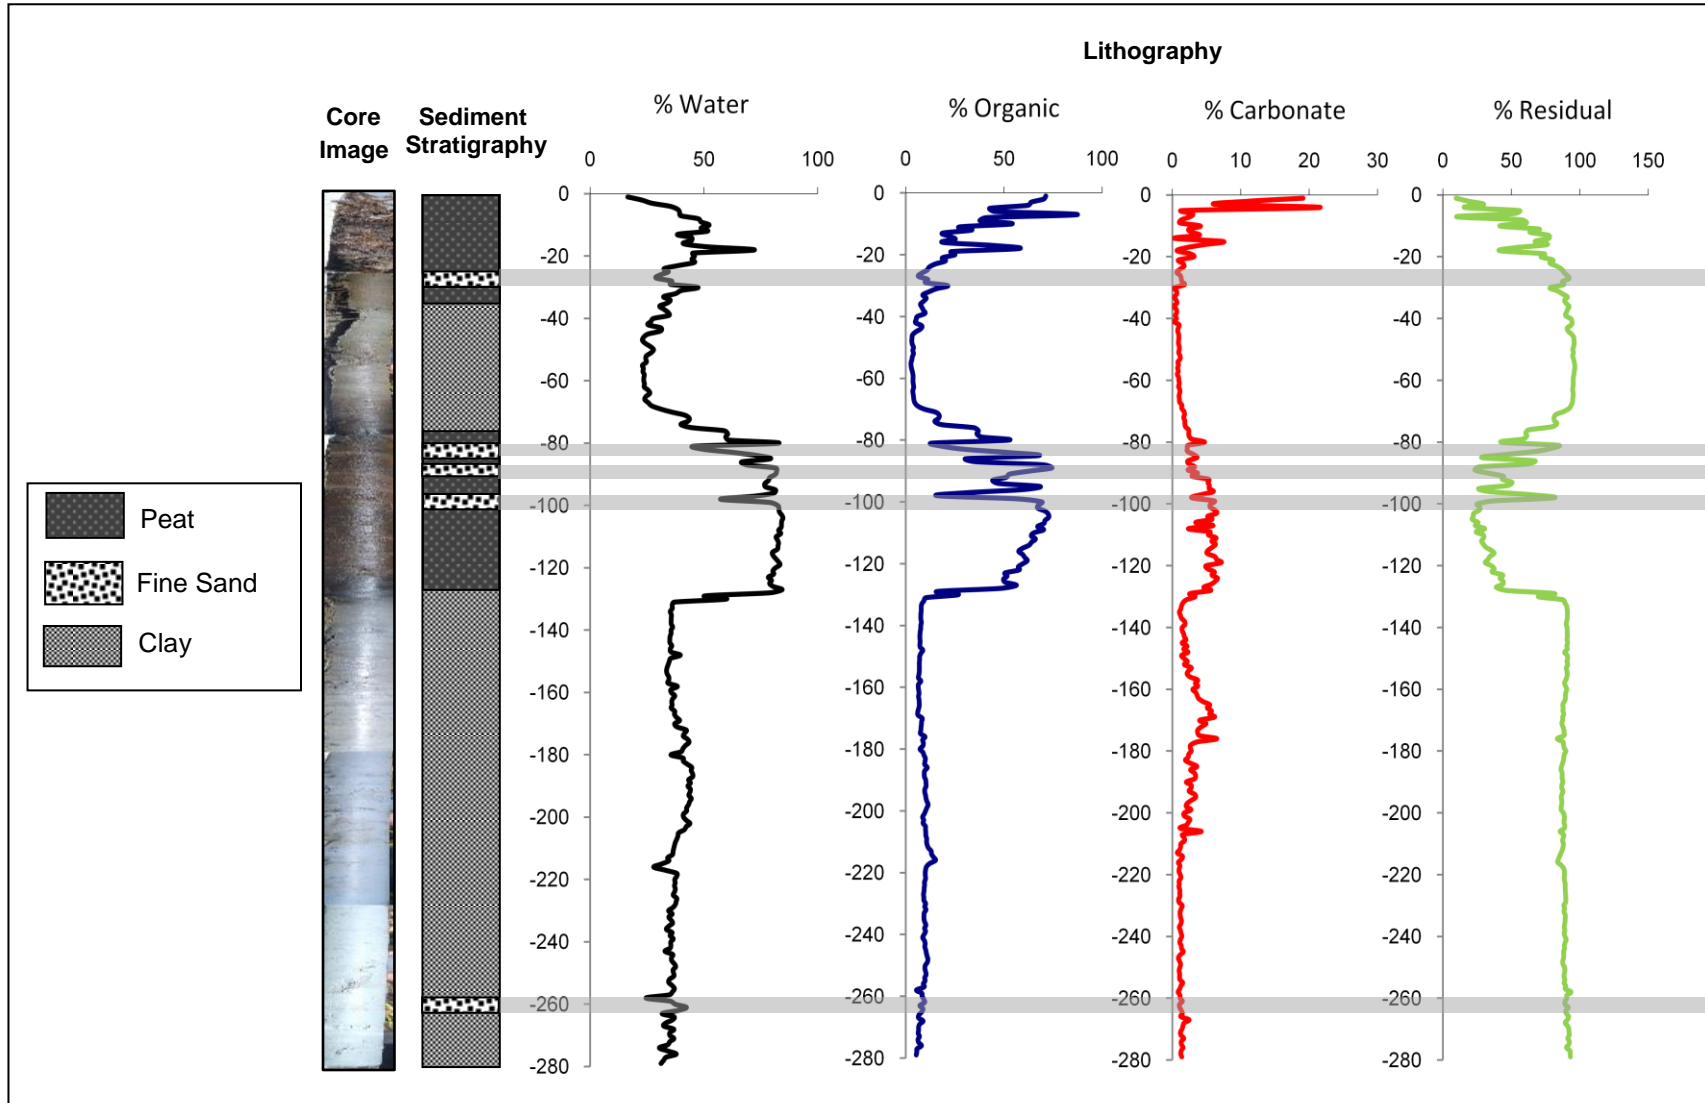 Lithography
Core
Image
Sediment
Stratigraphy
% Water
% Organic
% Carbonate
% Residual
0 50 100
0 50 100
0 10 20 30
0 50 100 150
0 0 0 0
-20 -20 -20 -20
-40 -40 -40 -40
-60 -60 -60 -60
-80 -80 -80 -80
-100 -100 -100 -100
-120 -120 -120 -120
-140 -140 -140 -140
-160 -160 -160 -160
-180 -180 -180 -180
-200 -200 -200 -200
-220 -220 -220 -220
-240 -240 -240 -240
-260 -260 -260 -260
-280 -280 -280 -280
Peat
Fine Sand
Clay